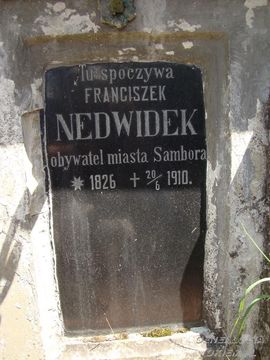 Tu spoczywa
FRANCISZEK
NEDWIDEK
obywatel miasta Sambora
✷ 1826 + 20/6 1910.